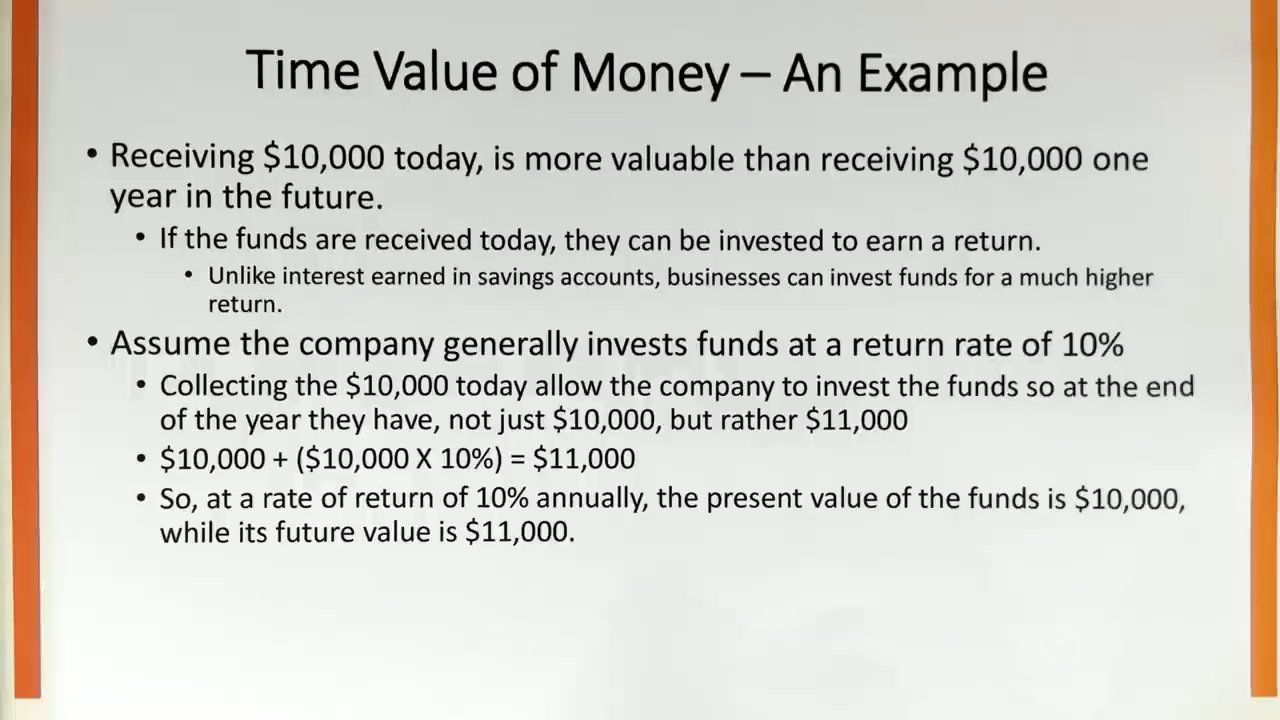 Time Value of Money – An Example
• Receiving $10,000 today, is more valuable than receiving $10,000 one
year in the future.
• If the funds are received today, they can be invested to earn a return.
• Unlike interest earned in savings accounts, businesses can invest funds for a much higher
return.
• Assume the company generally invests funds at a return rate of 10%
• Collecting the $10,000 today allow the company to invest the funds so at the end
of the year they have, not just $10,000, but rather $11,000
• $10,000 + ($10,000 X 10%) = $11,000
• So, at a rate of return of 10% annually, the present value of the funds is $10,000,
while its future value is $11,000.